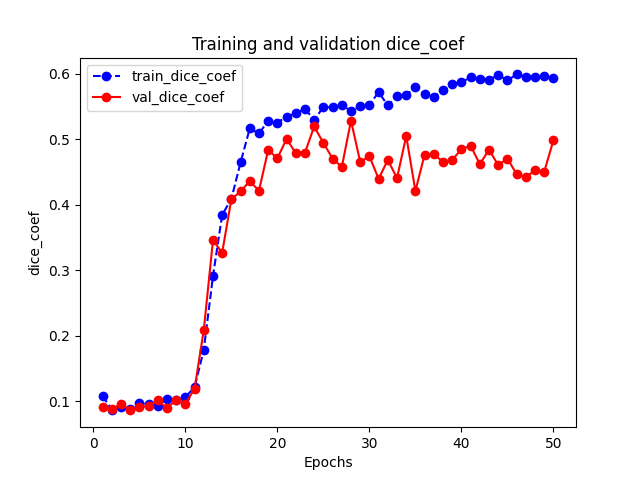 Training and validation dice_coef
train_dice_coef
val_dice_coef
dice_coef
0.6
0.5
0.4
0.3
0.2
0.1
0 10 20 30 40 50
Epochs